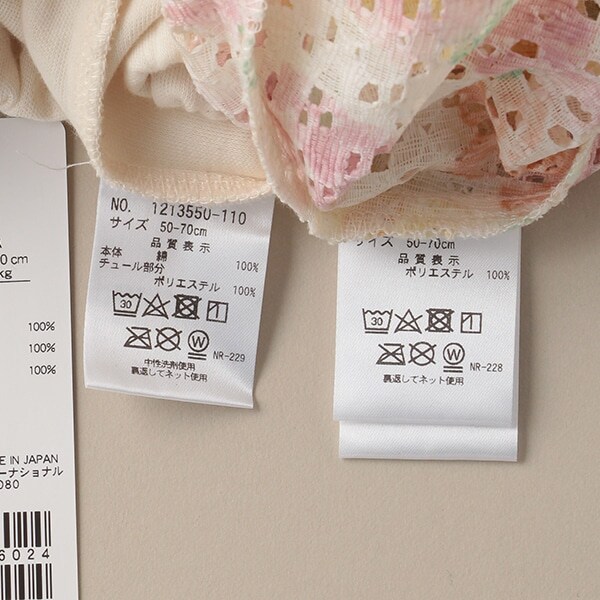 NO. 1213550-110
サイズ 50-70cm
品質表示
本体 綿 100%
チュール部分
ポリエステル 100%
30
W
NR-229
中性洗剤使用
裏返してネット使用
サイズ 50-70cm
品質表示
ポリエステル 100%
30
W
NR-228
裏返してネット使用
0 cm
kg
100%
100%
100%
E IN JAPAN
ーナショナル
080
6024